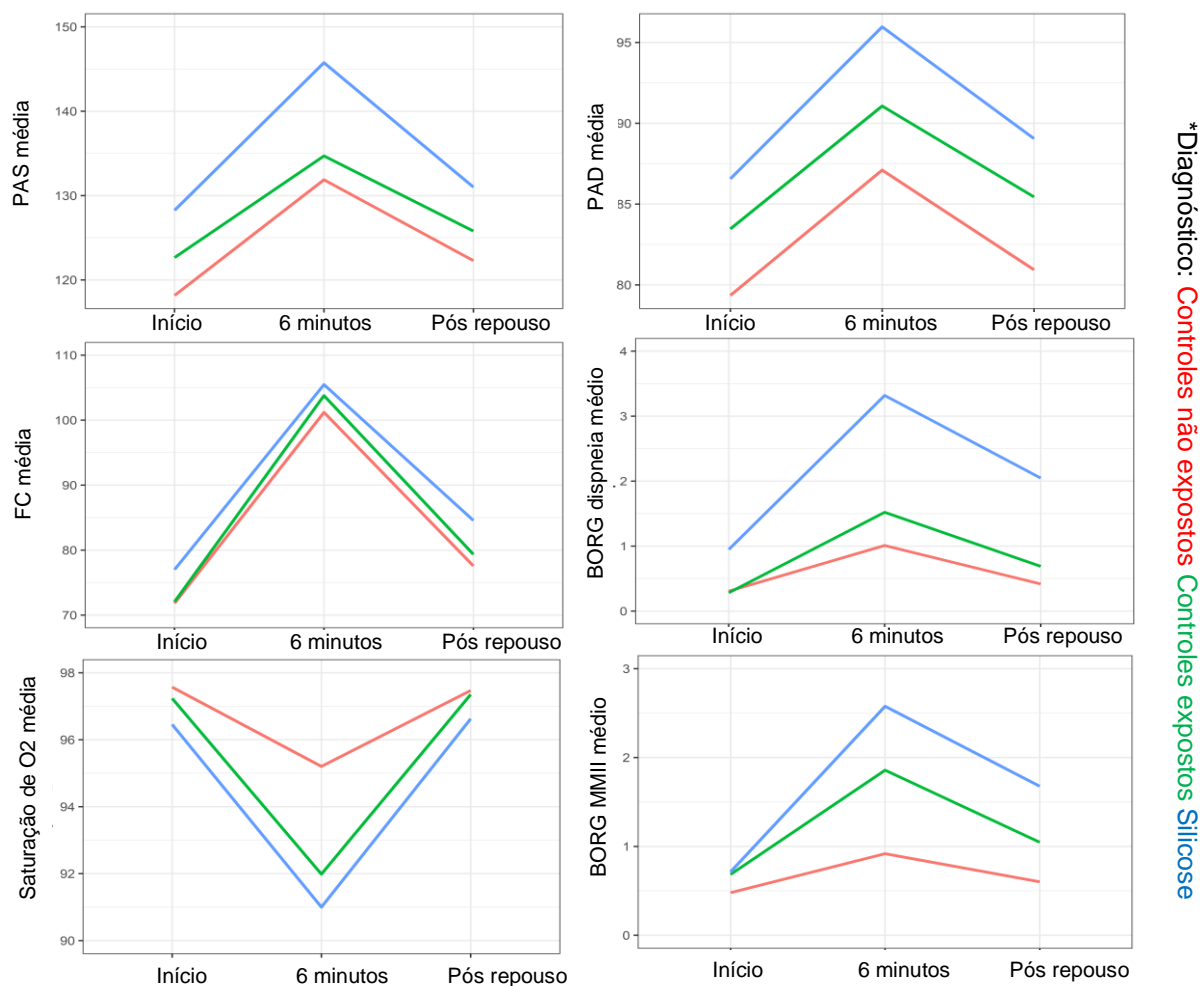 PAS média
150
140
130
120
Início 6 minutos Pós repouso
PAD média
95
90
85
80
Início 6 minutos Pós repouso
FC média
110
100
90
80
70
Início 6 minutos Pós repouso
BORG dispneia médio
4
3
2
1
0
Início 6 minutos Pós repouso
Saturação de O2 média
98
96
94
92
90
Início 6 minutos Pós repouso
BORG MMII médio
3
2
1
0
Início 6 minutos Pós repouso
*Diagnóstico: Controles não expostos Controles expostos Silicose